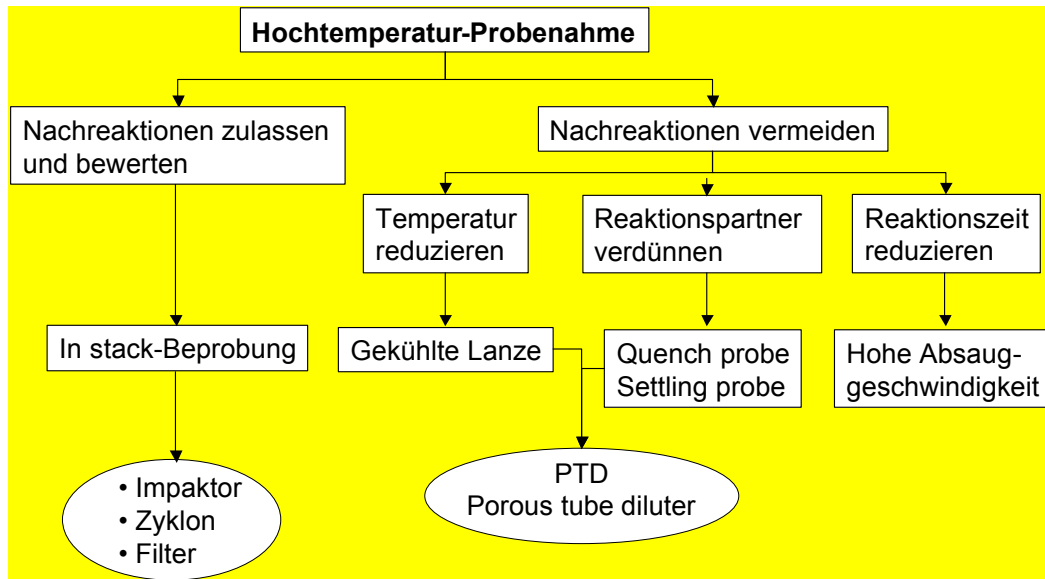 Hochtemperatur-Probenahme
Nachreaktionen zulassen
und bewerten
Nachreaktionen vermeiden
Temperatur
reduzieren
Reaktionspartner
verdünnen
Reaktionszeit
reduzieren
In stack-Beprobung
Gekühlte Lanze
Quench probe
Settling probe
Hohe Absaug-
geschwindigkeit
• Impaktor
• Zyklon
• Filter
PTD
Porous tube diluter